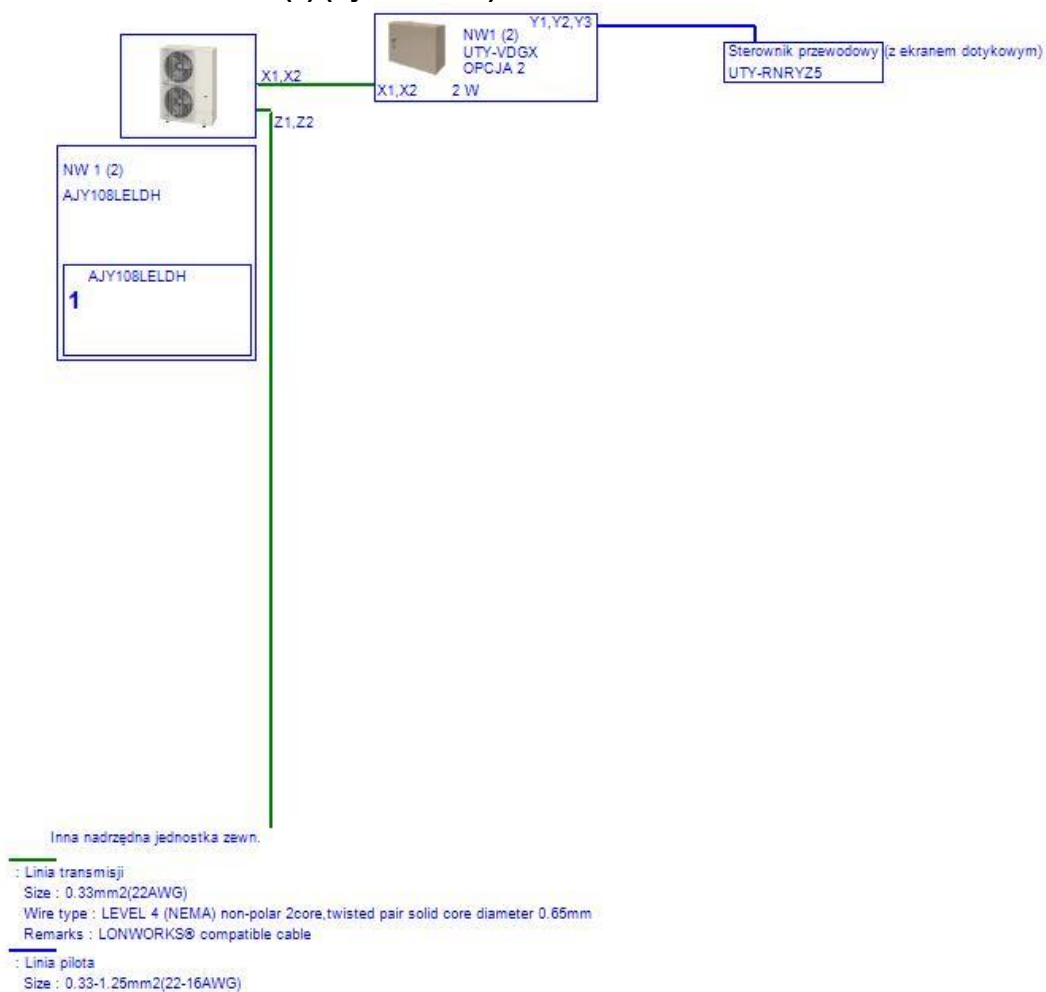 Y1,Y2,Y3
NW1 (2)
UTY-VDGX
OPCJA 2
X1,X2 2 W
Sterownik przewodowy (z ekranem dotykowym)
UTY-RNRYZ5
X1,X2
Z1,Z2
NW 1 (2)
AJY108LELDH
AJY108LELDH
1
Inna nadrzędna jednostka zewn.
: Linia transmisji
Size : 0.33mm2(22AWG)
Wire type : LEVEL 4 (NEMA) non-polar 2core,twisted pair solid core diameter 0.65mm
Remarks : LONWORKS® compatible cable
: Linia pilota
Size : 0.33-1.25mm2(22-16AWG)